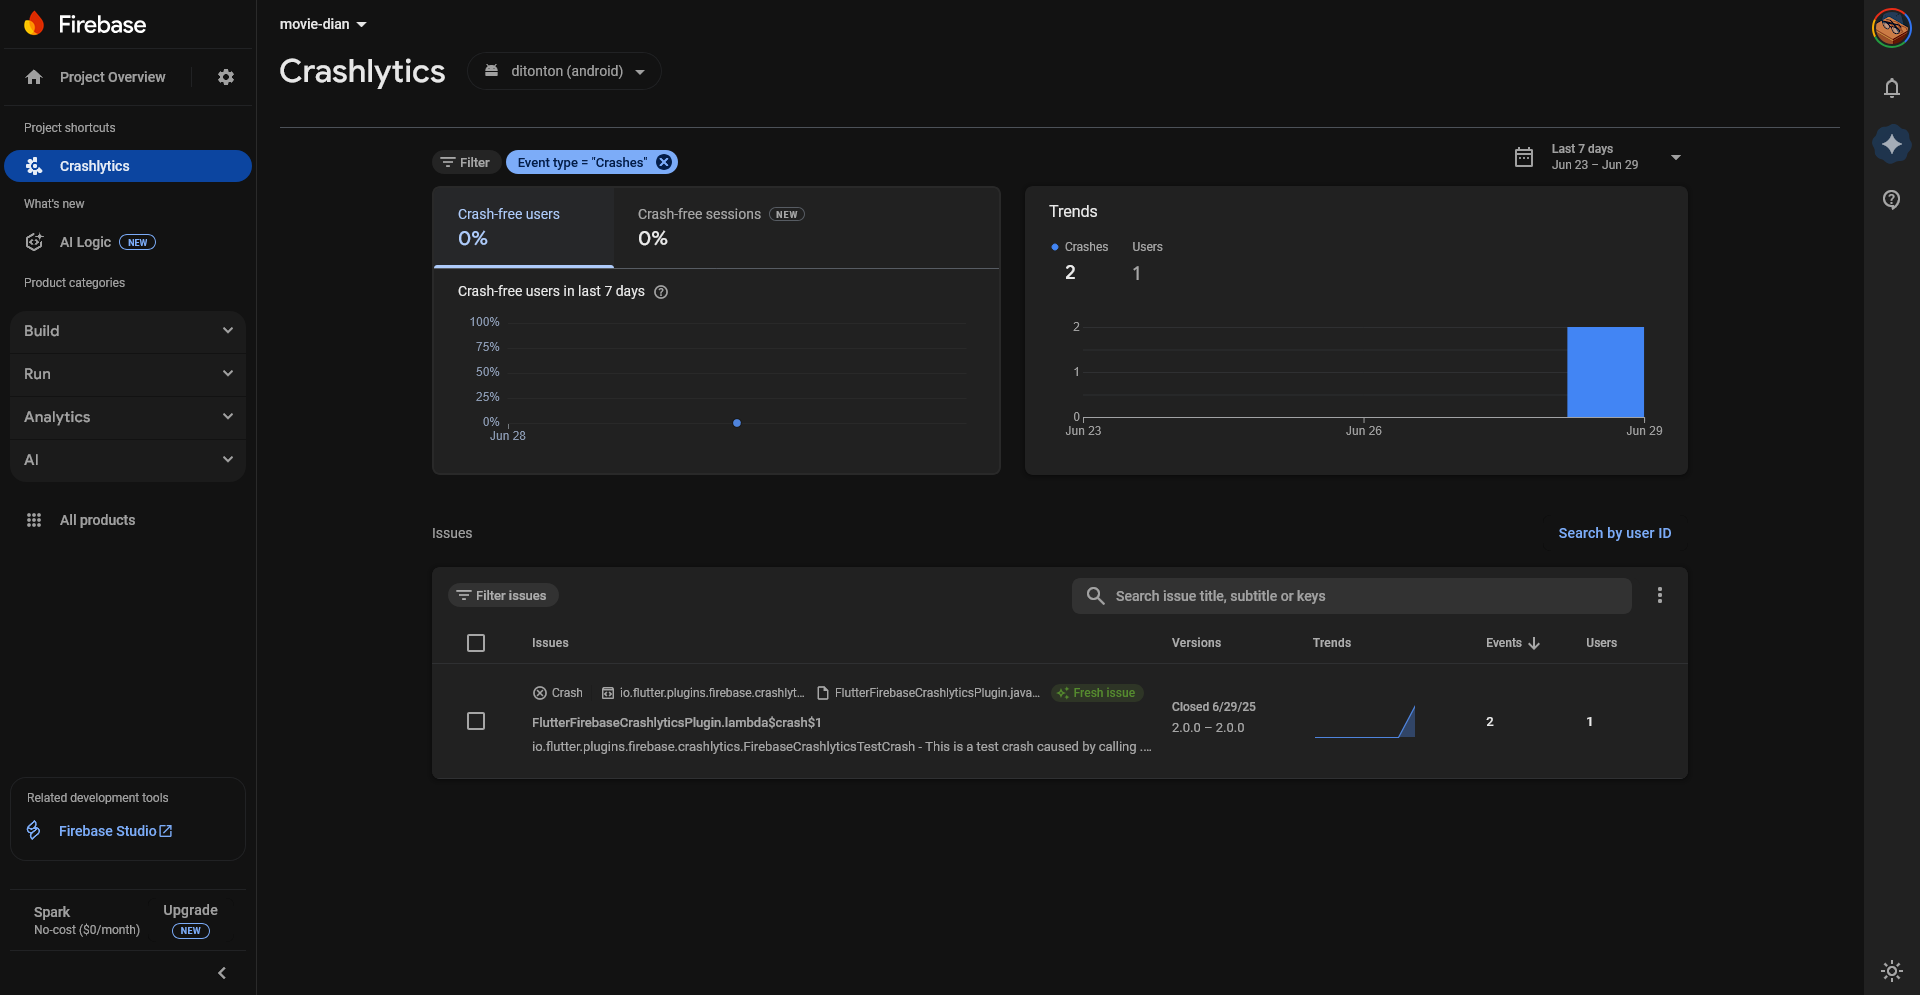 Firebase
Project Overview
Project shortcuts
Crashlytics
What's new
AI Logic NEW
Product categories
Build
Run
Analytics
AI
All products
Related development tools
Firebase Studio
Spark
No-cost ($0/month)
Upgrade
NEW
movie-dian
Crashlytics
ditonton (android)
Filter
Event type = "Crashes"
Last 7 days
Jun 23 – Jun 29
Crash-free users
0%
Crash-free sessions NEW
0%
Crash-free users in last 7 days
100%
75%
50%
25%
0%
Jun 28
Trends
Crashes
2
Users
1
2
1
0
Jun 23
Jun 26
Jun 29
Issues
Search by user ID
Filter issues
Search issue title, subtitle or keys
Issues Versions Trends Events Users
Crash io.flutter.plugins.firebase.crashlyt... FlutterFirebaseCrashlyticsPlugin.java... Fresh issue
FlutterFirebaseCrashlyticsPlugin.lambda$crash$1
io.flutter.plugins.firebase.crashlytics.FirebaseCrashlyticsTestCrash - This is a test crash caused by calling ....
Closed 6/29/25
2.0.0 – 2.0.0
2
1